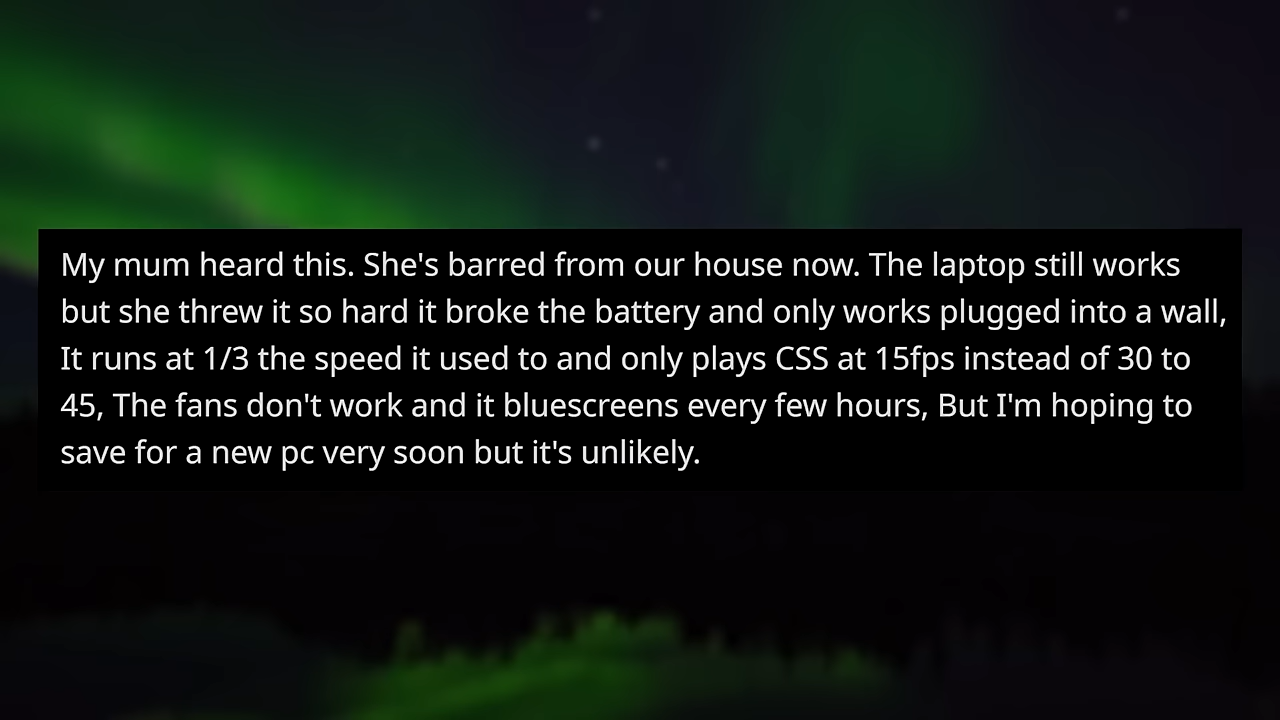 My mum heard this. She's barred from our house now. The laptop still works
but she threw it so hard it broke the battery and only works plugged into a wall,
It runs at 1/3 the speed it used to and only plays CSS at 15fps instead of 30 to
45, The fans don't work and it bluescreens every few hours, But I'm hoping to
save for a new pc very soon but it's unlikely.